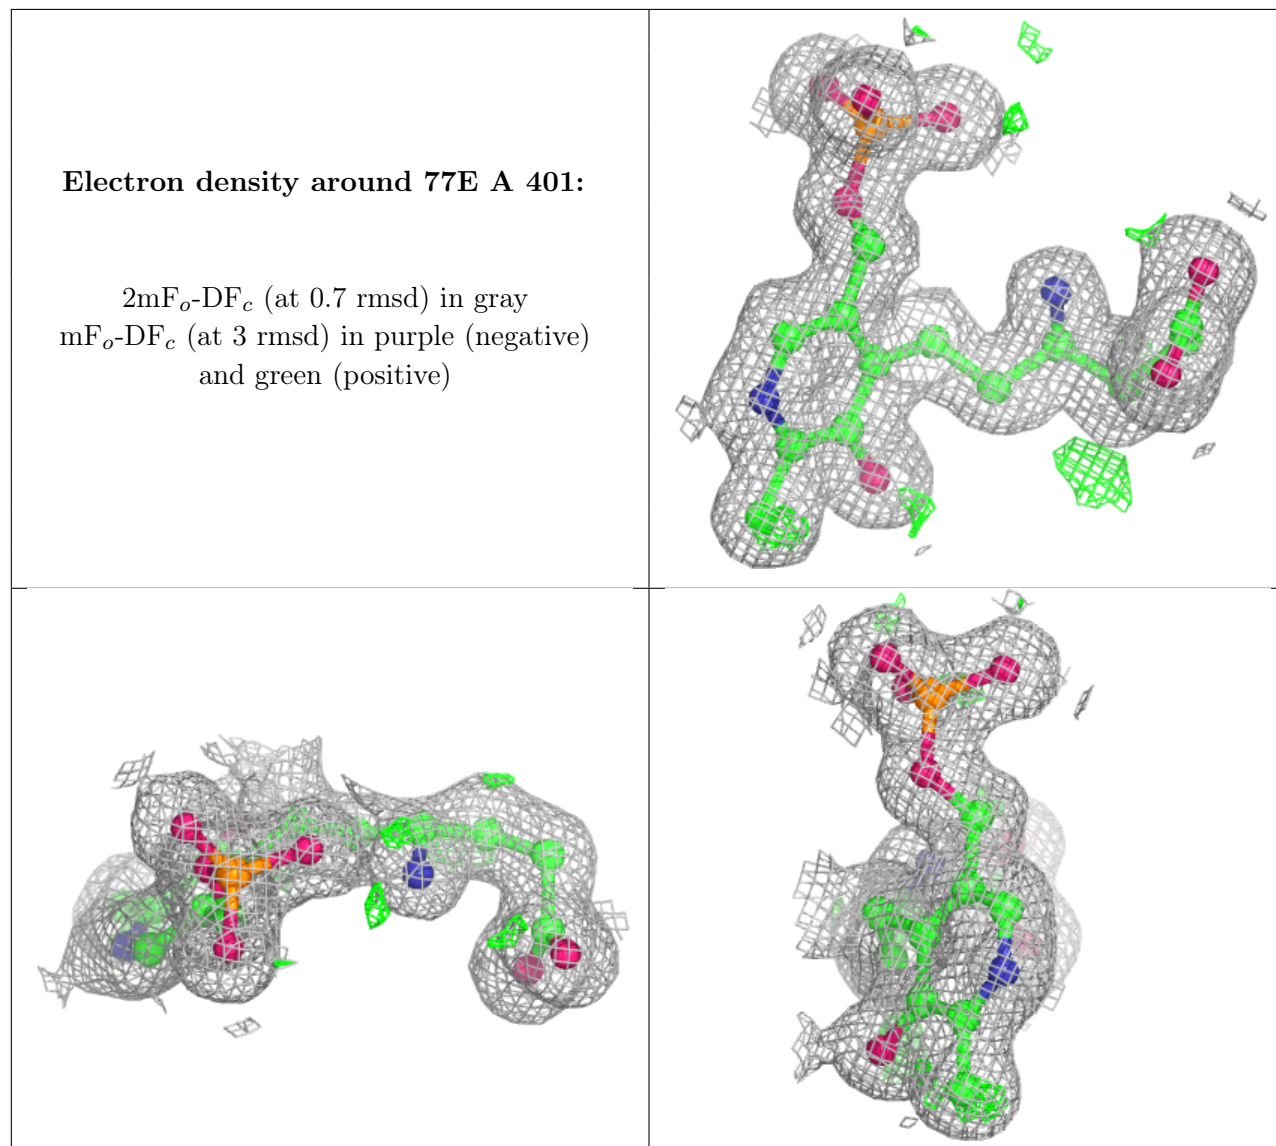 Electron density around 77E A 401:
2mFo-DFc (at 0.7 rmsd) in gray
mFo-DFc (at 3 rmsd) in purple (negative)
and green (positive)